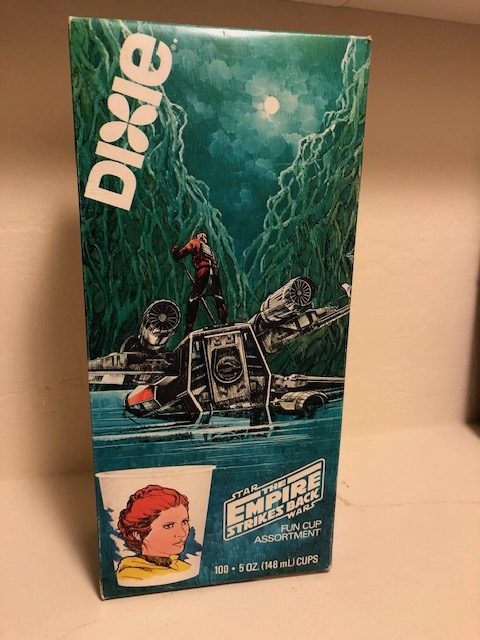 DIXIE
STAR
THE
EMPIRE
STRIKES BACK
WARS
FUN CUP
ASSORTMENT
100 • 5 OZ. (148 mL) CUPS